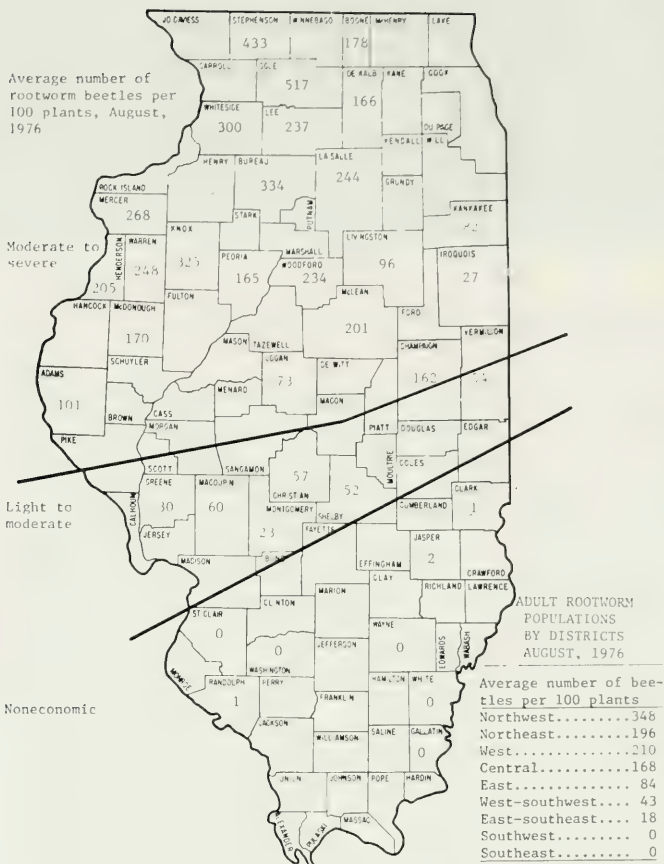 JO DAVIESS STEPHENSON WINNEBAGO BOONE McHENRY LAKE
433 178
CARROLL OGLE DE KALB KANE COOK
517 166
Average number of
rootworm beetles per
100 plants, August,
1976
WHITESIDE LEE DU PAGE
300 237
KENDALL WILL
HENRY BUREAU LA SALLE
334 244
GRUNDY
ROCK ISLAND
MERCER PUTNAM KANKAKEE
268 82
STARK
KNOX LIVINGSTON
Moderate to
severe
HENDERSON WARREN PEORIA MARSHALL WOODFORD IROQUOIS
205 248 325 165 234 96 27
HANCOCK McDONOUGH FULTON McLEAN FORD
170 201
VERMILION
MASON TAZEWELL CHAMPAIGN
SCHUYLER LOGAN DE WITT
ADAMS 73 162
101 MENARD
BROWN CASS MACON
PIKE MORGAN PIATT DOUGLAS EDGAR
SCOTT SANGAMON MOULTRIE COLES
GREENE MACOUPIN 57 52
Light to
moderate
CALHOUN 30 60 CHRISTIAN CLARK
MONTGOMERY SHELBY CUMBERLAND 1
JERSEY 23 FAYETTE
JASPER
MADISON BOND EFFINGHAM 2 CRAWFORD
CLAY
MARION RICHLAND LAWRENCE
CLINTON
ST CLAIR WAYNE EDWARDS WABASH
0 0 JEFFERSON 0
WASHINGTON
MONROE RANDOLPH PERRY HAMILTON WHITE
Noneconomic
1 FRANKLIN 0
JACKSON SALINE GALLATIN
WILLIAMSON 0
UNION JOHNSON POPE HARDIN
ALEXANDER PULASKI MASSAC
ADULT ROOTWORM
POPULATIONS
BY DISTRICTS
AUGUST, 1976
Average number of bee-
tles per 100 plants
Northwest.........348
Northeast.........196
West..............210
Central...........168
East.............. 84
West-southwest.... 43
East-southeast.... 18
Southwest......... 0
Southeast......... 0